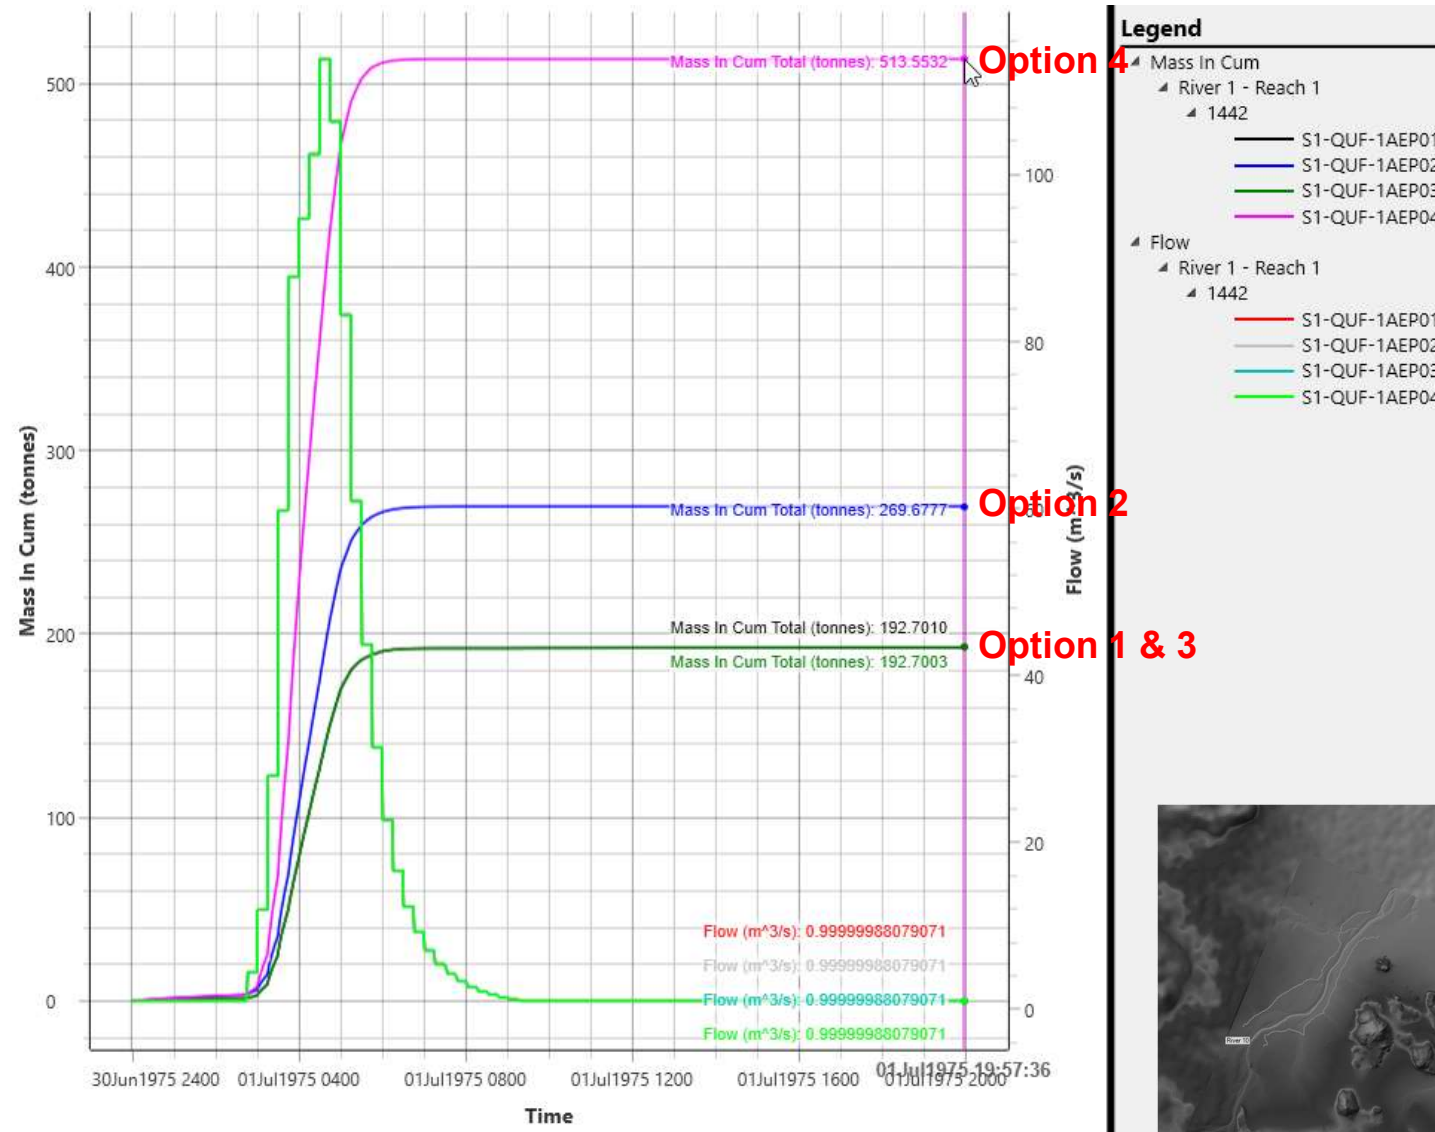 Legend
Mass In Cum
River 1 - Reach 1
1442
S1-QUF-1AEP01
S1-QUF-1AEP02
S1-QUF-1AEP03
S1-QUF-1AEP04
Flow
River 1 - Reach 1
1442
S1-QUF-1AEP01
S1-QUF-1AEP02
S1-QUF-1AEP03
S1-QUF-1AEP04
Mass In Cum Total (tonnes): 513.5532
Option 4
Mass In Cum Total (tonnes): 269.6777
Option 2
Mass In Cum Total (tonnes): 192.7010
Mass In Cum Total (tonnes): 192.7003
Option 1 & 3
Flow (m^3/s): 0.99999988079071
Flow (m^3/s): 0.99999988079071
Flow (m^3/s): 0.99999988079071
Flow (m^3/s): 0.99999988079071
Mass In Cum (tonnes)
500
400
300
200
100
0
Flow (m^3/s)
100
80
60
40
20
0
30Jun1975 2400
01Jul1975 0400
01Jul1975 0800
01Jul1975 1200
01Jul1975 1600
01Jul1975 2000
01Jul1975 19:57:36
Time